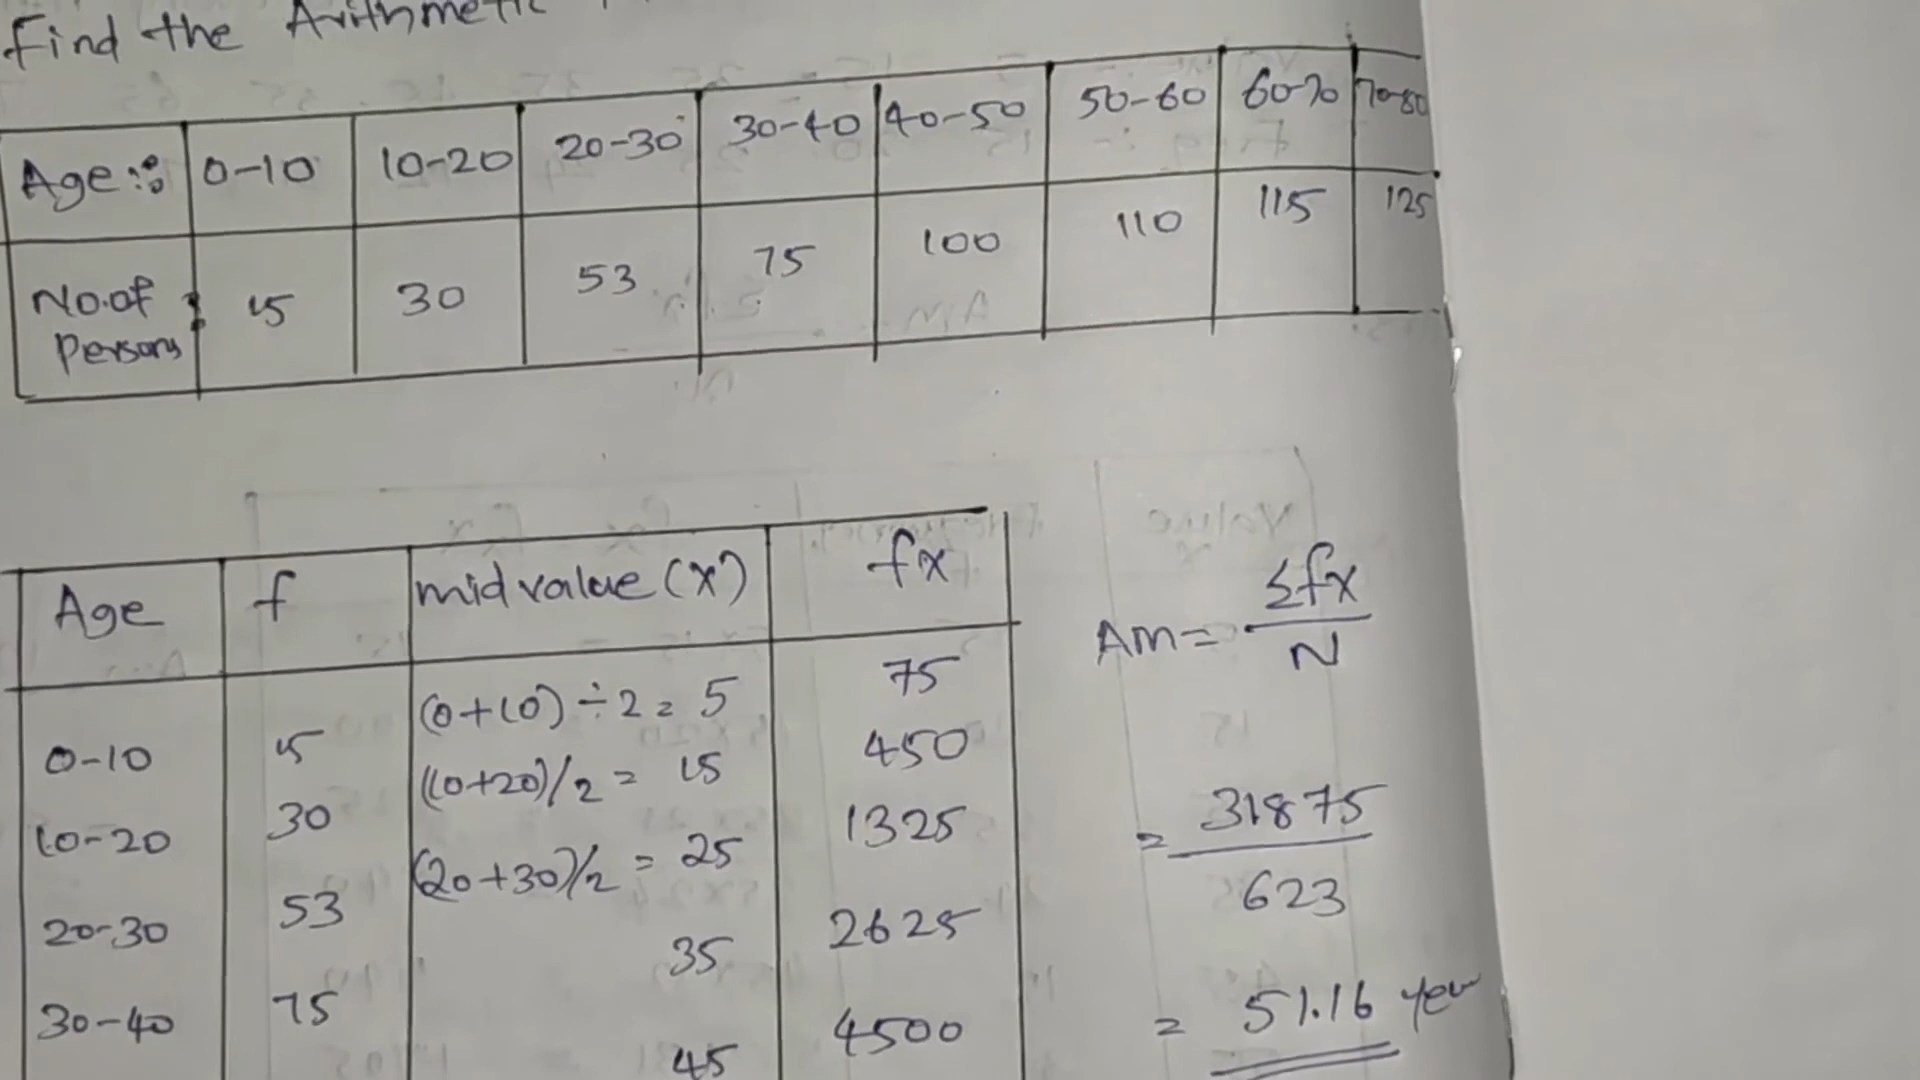 Find the Arithmetic
Age :: 0-10 10-20 20-30 30-40 40-50 50-60 60-70 70-80
No. of Persons : 15 30 53 75 100 110 115 125
Age f mid value (x) fx
0-10 15 (0+10) ÷ 2 = 5 75
10-20 30 (10+20)/2 = 15 450
20-30 53 (20+30)/2 = 25 1325
30-40 75 35 2625
45 4500
Am = Σfx
N
= 31875
623
= 51.16